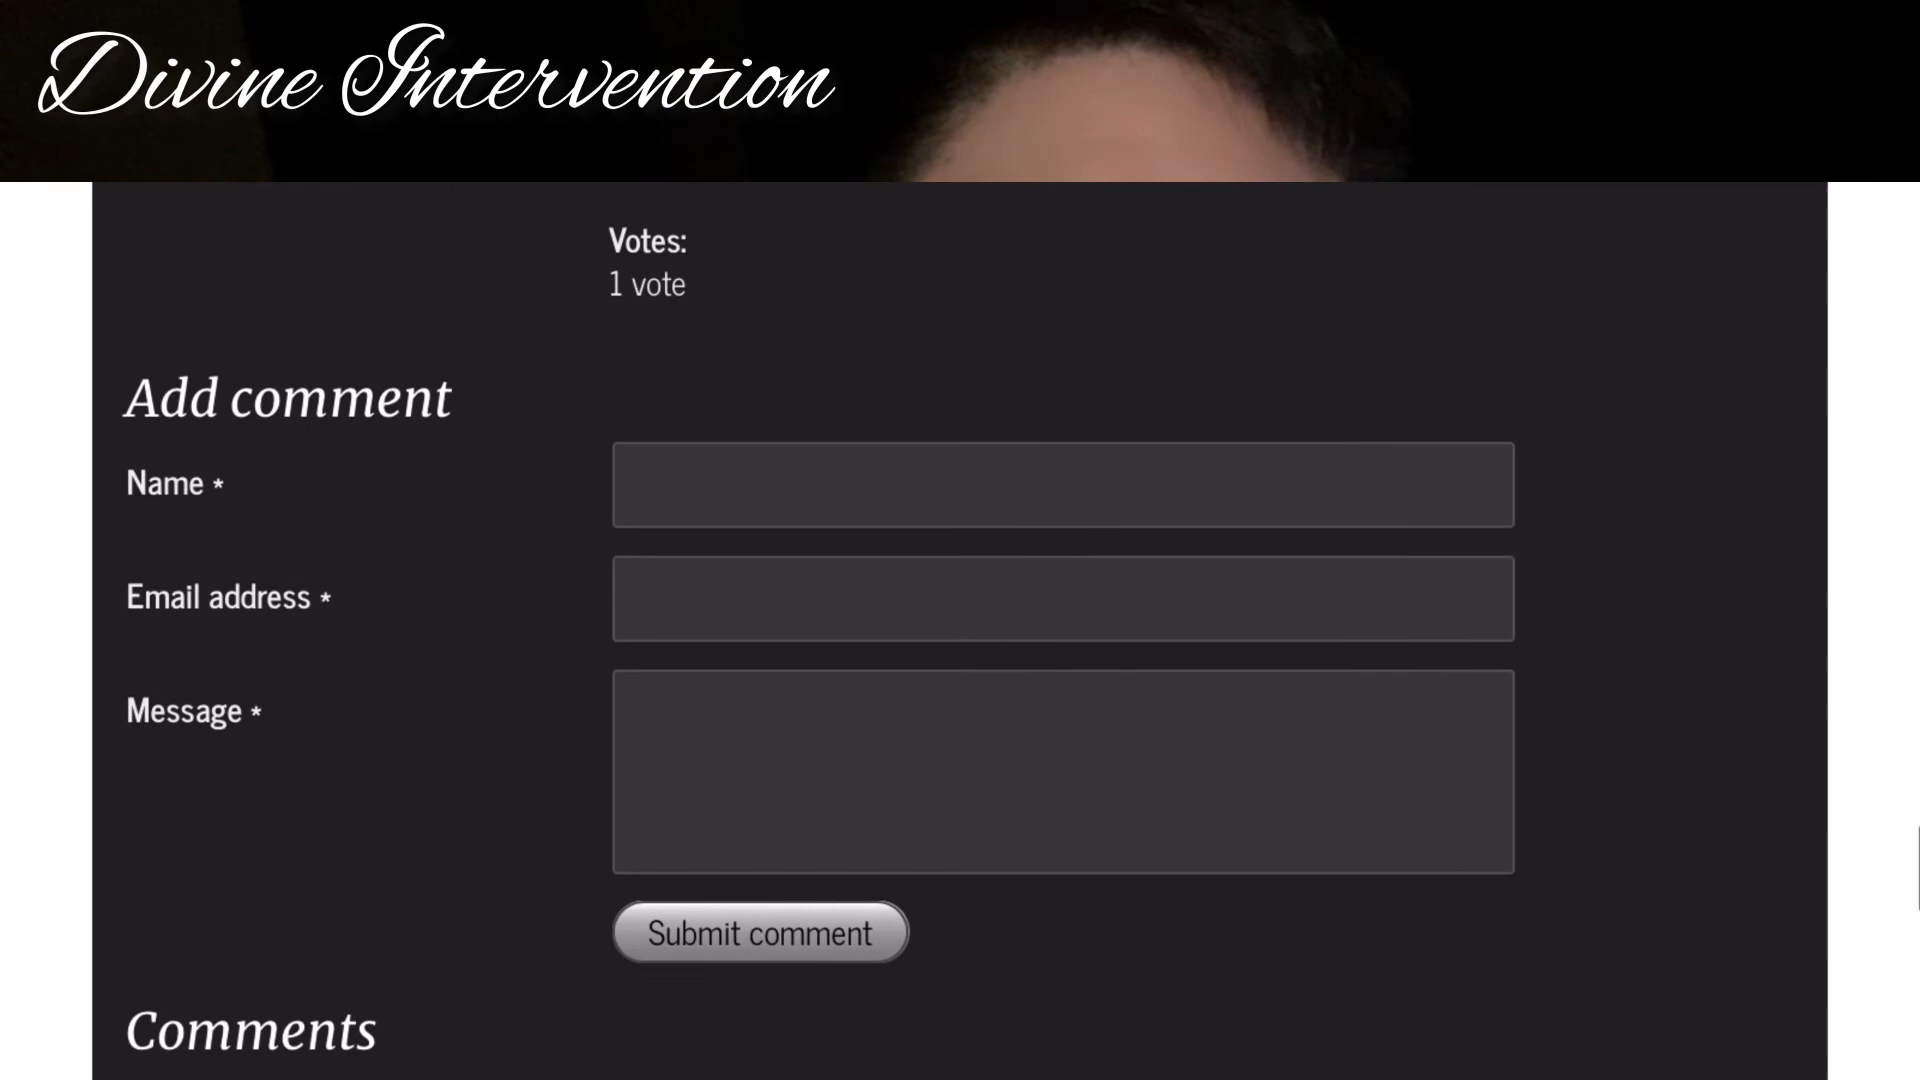 Divine Intervention
Votes:
1 vote
Add comment
Name *
Email address *
Message *
Submit comment
Comments